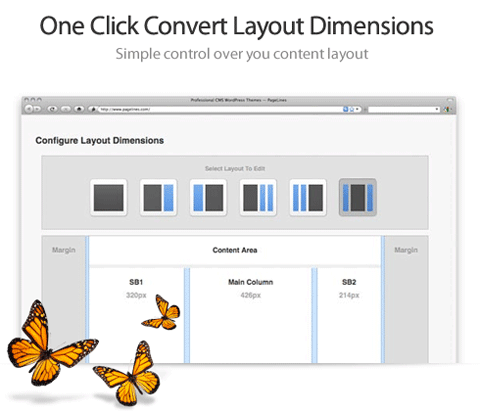 One Click Convert Layout Dimensions
Simple control over you content layout
Professional CMS WordPress Themes — PageLines
http://www.pagelines.com/
Configure Layout Dimensions
Select Layout To Edit
Margin
Content Area
Margin
SB1
Main Column
SB2
320px
426px
214px